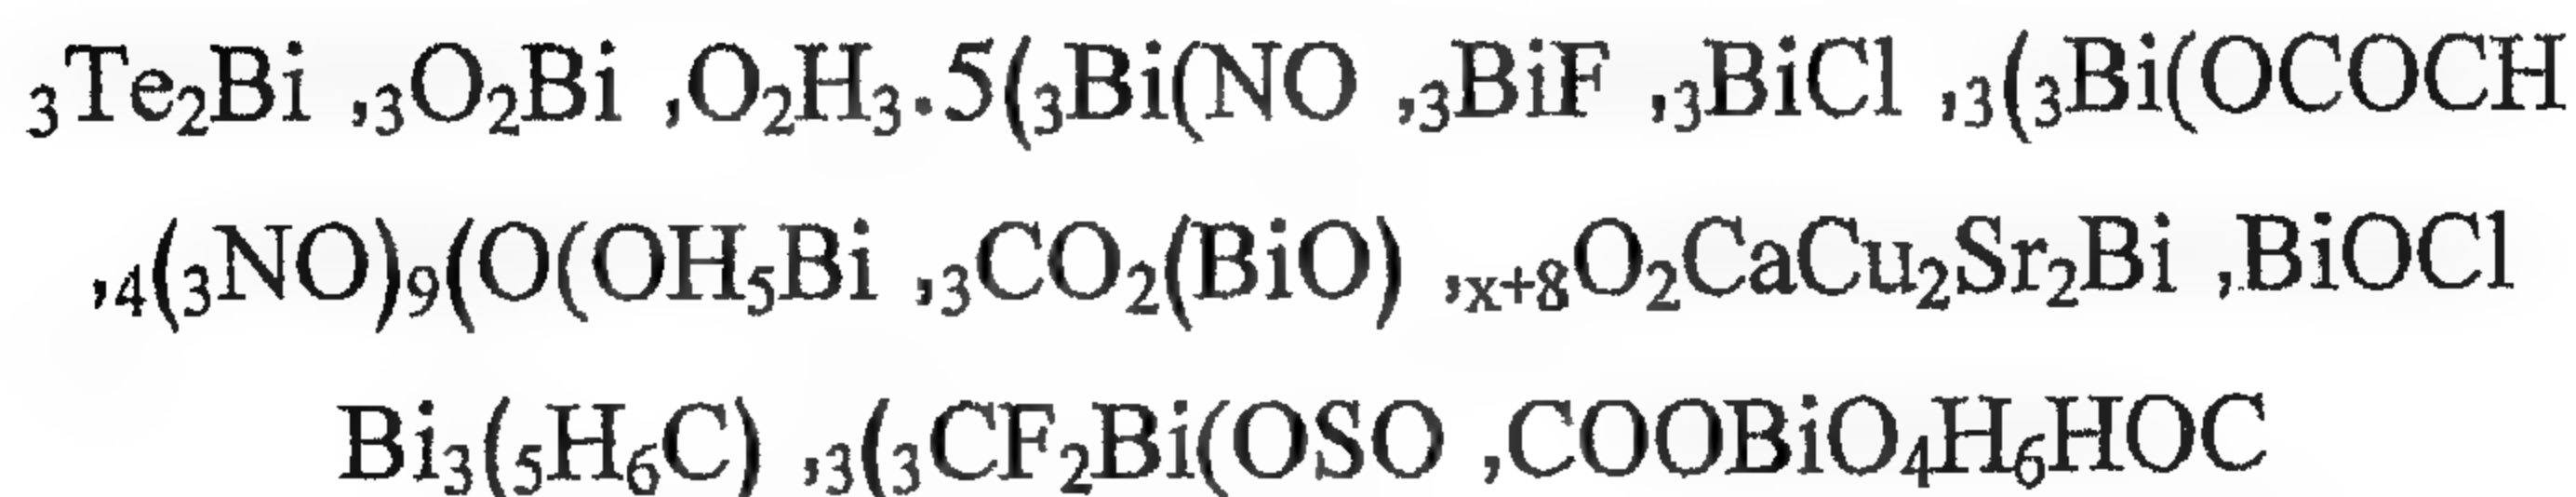 ₃Te₂Bi ,₃O₂Bi ,O₂H₃.5(₃Bi(NO ,₃BiF ,₃BiCl ,₃(₃Bi(OCOCH
,₄(₃NO)₉(O(OH₅Bi ,₃CO₂(BiO) ,ₓ₊₈O₂CaCu₂Sr₂Bi ,BiOCl
Bi₃(₅H₆C) ,₃(₃CF₂Bi(OSO ,COOBiO₄H₆HOC